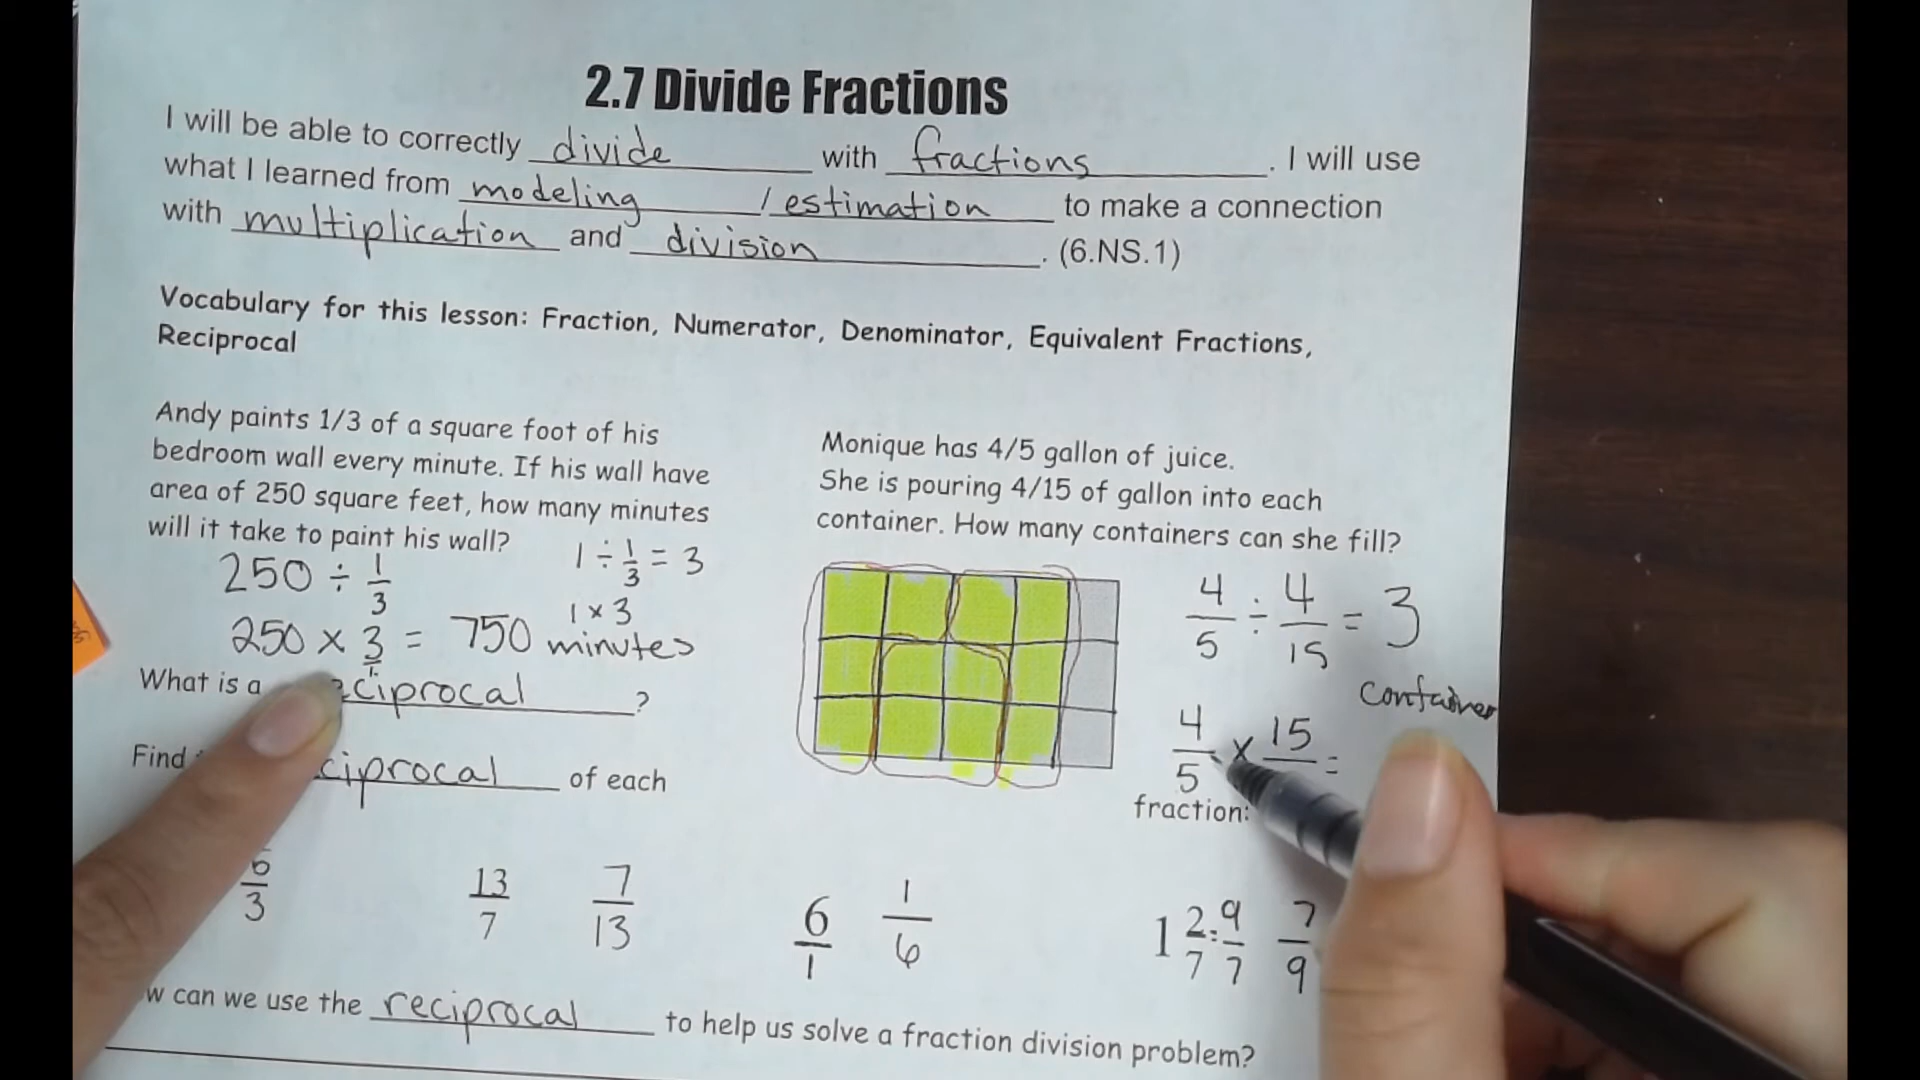 2.7 Divide Fractions
I will be able to correctly divide with fractions. I will use
what I learned from modeling / estimation to make a connection
with multiplication and division. (6.NS.1)
Vocabulary for this lesson: Fraction, Numerator, Denominator, Equivalent Fractions,
Reciprocal
Andy paints 1/3 of a square foot of his
bedroom wall every minute. If his wall have
area of 250 square feet, how many minutes
will it take to paint his wall?
1 ÷ 1/3 = 3
250 ÷ 1/3
1 x 3
250 x 3/1 = 750 minutes
Monique has 4/5 gallon of juice.
She is pouring 4/15 of gallon into each
container. How many containers can she fill?
4/5 ÷ 4/15 = 3
container
4/5 x 15/ =
What is a reciprocal ?
Find reciprocal of each fraction:
/3
13/7 7/13
6/1 1/6
1 2/7 = 9/7 7/9
w can we use the reciprocal to help us solve a fraction division problem?